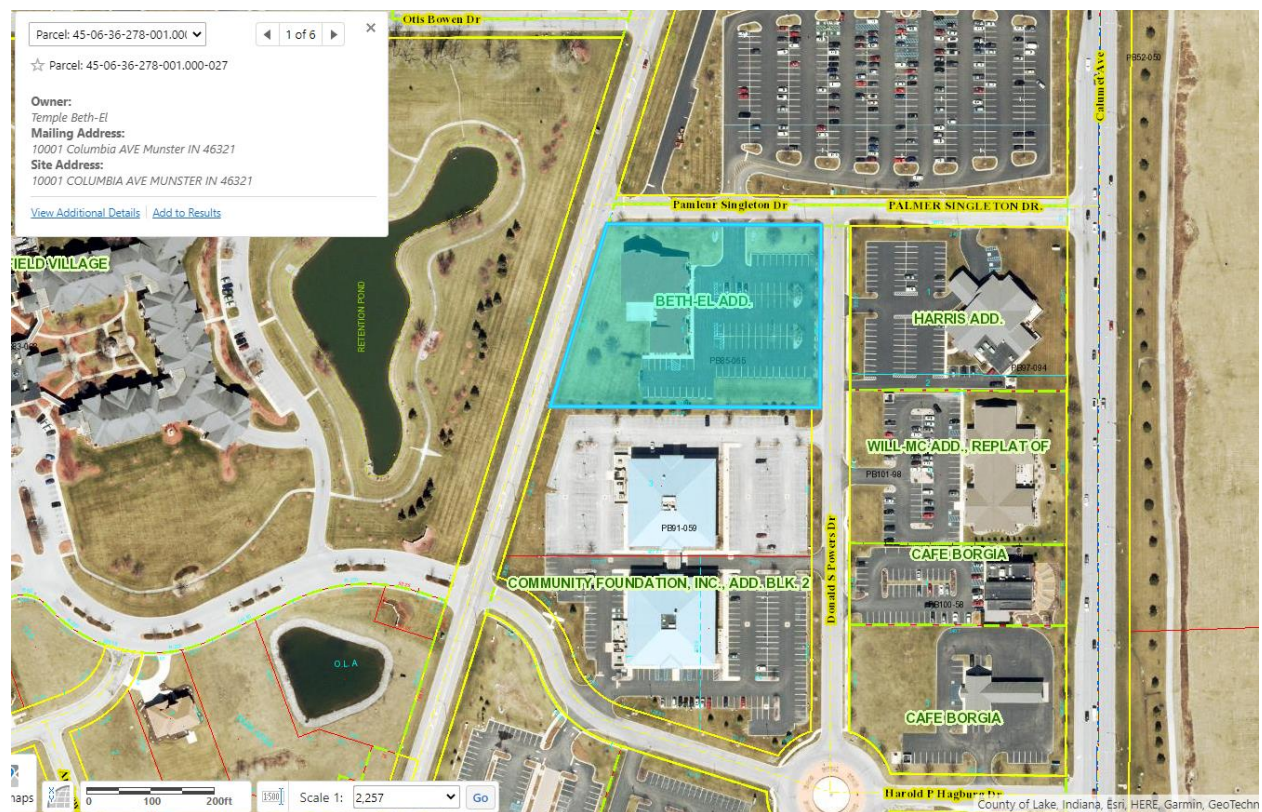 Otis Bowen Dr
Parcel: 45-06-36-278-001.00
1 of 6
Parcel: 45-06-36-278-001.000-027
Owner:
Temple Beth-El
Mailing Address:
10001 Columbia AVE Munster IN 46321
Site Address:
10001 COLUMBIA AVE MUNSTER IN 46321
View Additional Details
Add to Results
Calumet Ave
PB52-050
PALMER SINGLETON DR.
FIELD VILLAGE
RETENTION POND
BETH-EL ADD.
PB85-065
HARRIS ADD.
1
PB97-094
2
WILL-MC ADD., REPLAT OF
PB101-98
PB91-059
COMMUNITY FOUNDATION, INC., ADD. BLK. 2
Donald S Powers Dr
CAFE BORGIA
PB100-58
O.L. A
CAFE BORGIA
Harold P Hagburg Dr
maps
0 100 200ft
1:500
Scale 1:
2,257
Go
County of Lake, Indiana, Esri, HERE, Garmin, GeoTechn